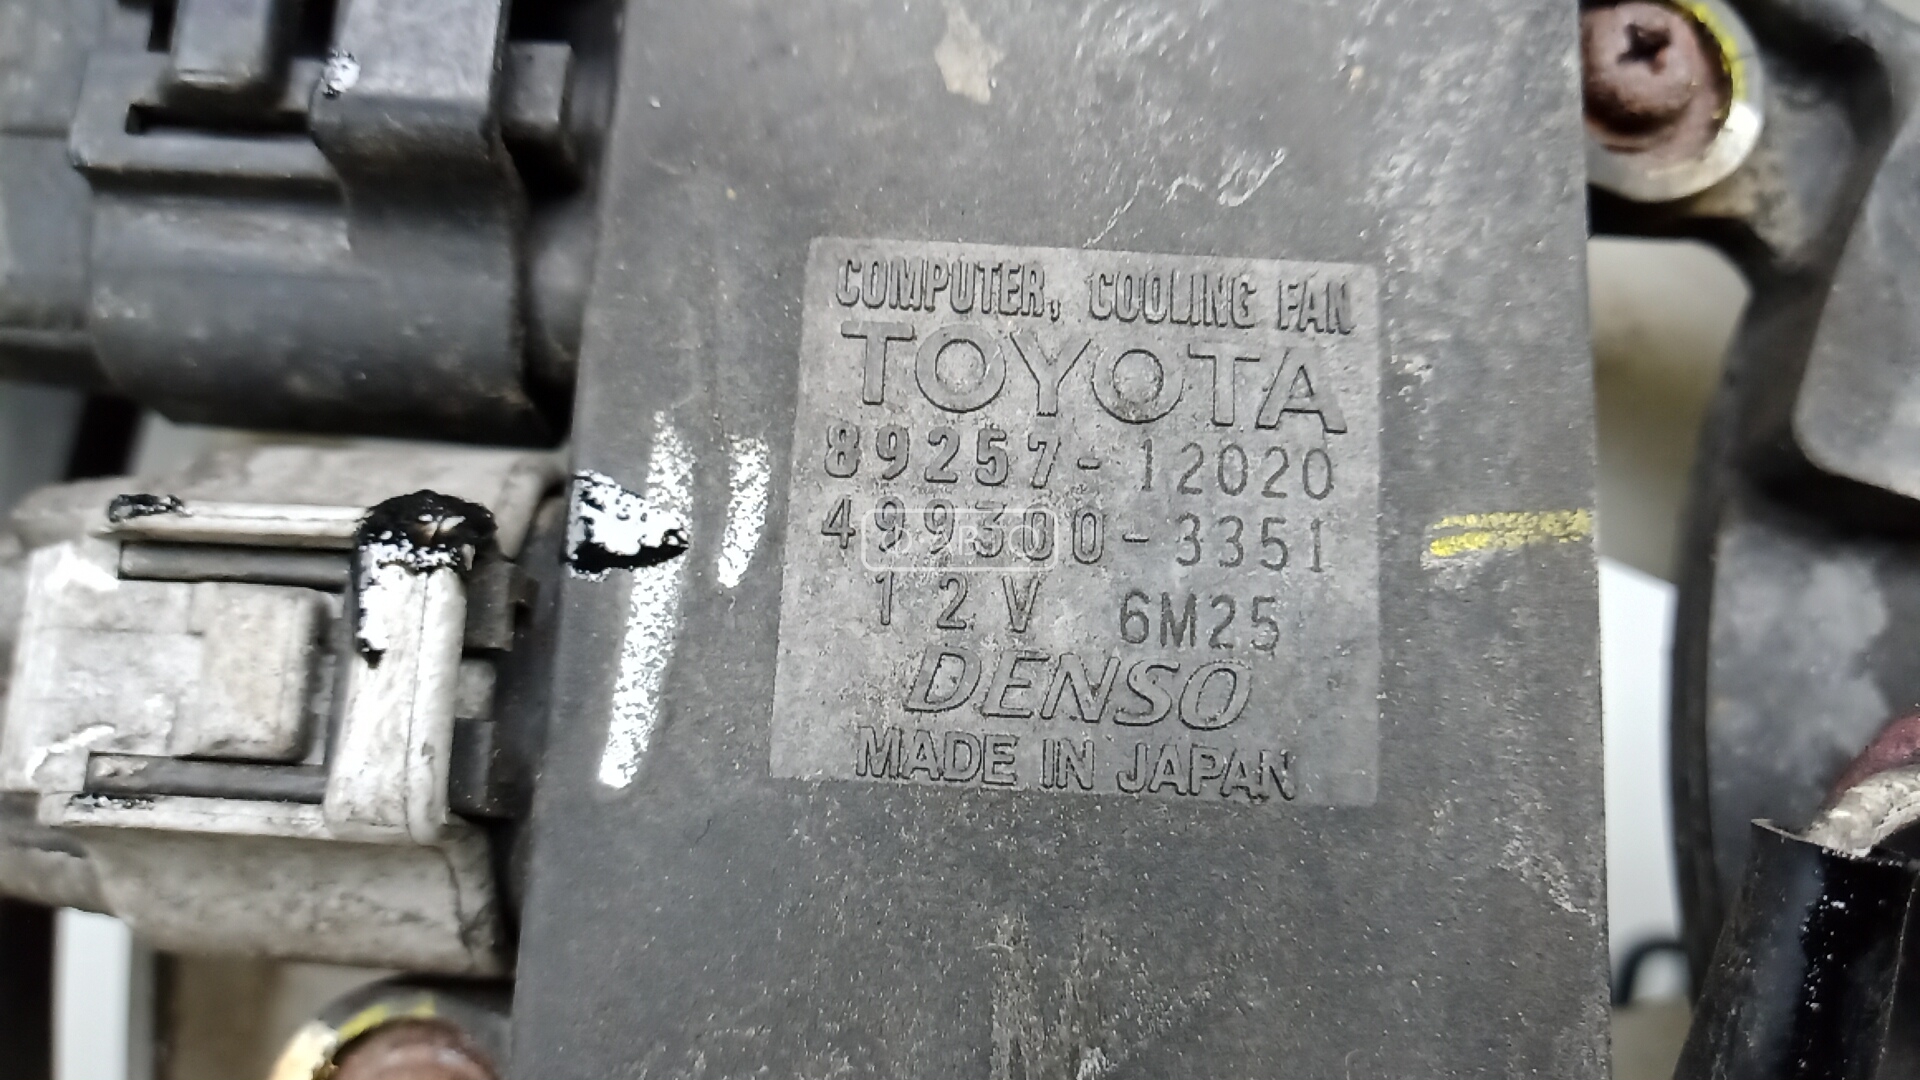 COMPUTER, COOLING FAN
TOYOTA
89257-12020
499300-3351
12V 6M25
DENSO
MADE IN JAPAN